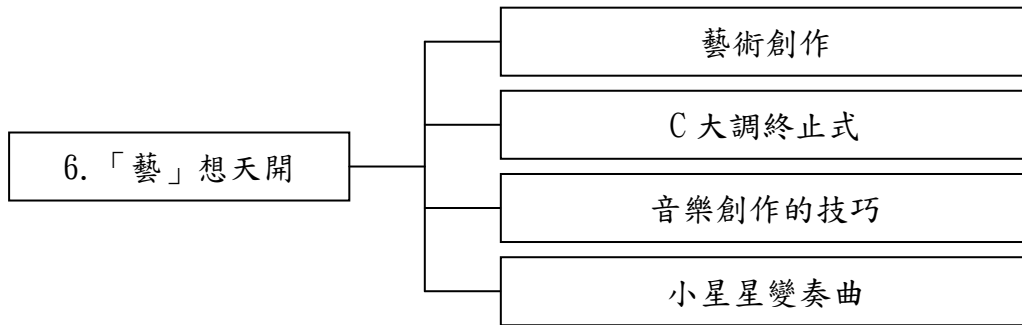 6.「藝」想天開
藝術創作
C 大調終止式
音樂創作的技巧
小星星變奏曲